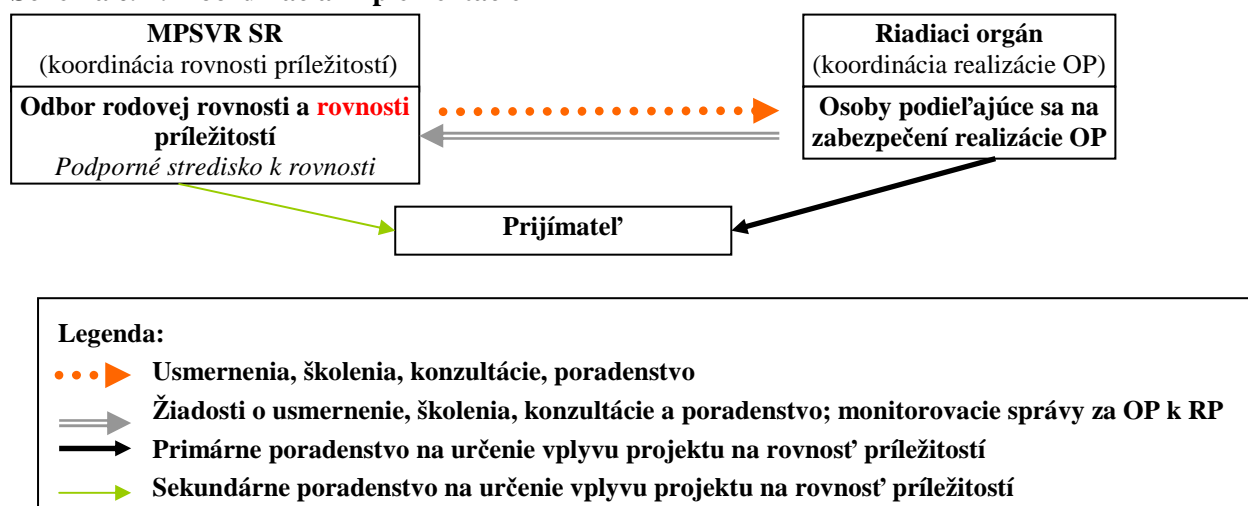 MPSVR SR
(koordinácia rovnosti príležitostí)
Odbor rodovej rovnosti a rovnosti
príležitostí
Podporné stredisko k rovnosti
Riadiaci orgán
(koordinácia realizácie OP)
Osoby podieľajúce sa na
zabezpečení realizácie OP
Prijímateľ
Legenda:
Usmernenia, školenia, konzultácie, poradenstvo
Žiadosti o usmernenie, školenia, konzultácie a poradenstvo; monitorovacie správy za OP k RP
Primárne poradenstvo na určenie vplyvu projektu na rovnosť príležitostí
Sekundárne poradenstvo na určenie vplyvu projektu na rovnosť príležitostí